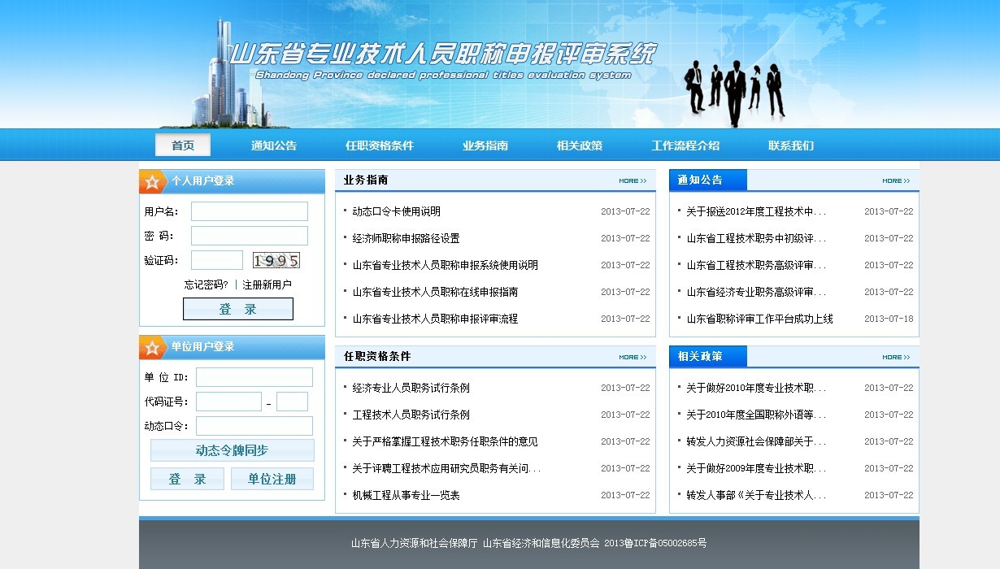 山东省专业技术人员职称申报评审系统
Shandong Province declared professional titles evaluation system
首页 通知公告 任职资格条件 业务指南 相关政策 工作流程介绍 联系我们
个人用户登录
用户名：
密 码：
验证码： 1995
忘记密码? | 注册新用户
登 录
单位用户登录
单 位 ID：
代码证号： -
动态口令：
动态令牌同步
登 录 单位注册
业务指南 MORE >>
动态口令卡使用说明 2013-07-22
经济师职称申报路径设置 2013-07-22
山东省专业技术人员职称申报系统使用说明 2013-07-22
山东省专业技术人员职称在线申报指南 2013-07-22
山东省专业技术人员职称申报评审流程 2013-07-22
任职资格条件 MORE >>
经济专业人员职务试行条例 2013-07-22
工程技术人员职务试行条例 2013-07-22
关于严格掌握工程技术职务任职条件的意见 2013-07-22
关于评聘工程技术应用研究员职务有关问... 2013-07-22
机械工程从事专业一览表 2013-07-22
通知公告 MORE >>
关于报送2012年度工程技术中... 2013-07-22
山东省工程技术职务中初级评... 2013-07-22
山东省工程技术职务高级评审... 2013-07-22
山东省经济专业职务高级评审... 2013-07-22
山东省职称评审工作平台成功上线 2013-07-18
相关政策 MORE >>
关于做好2010年度专业技术职... 2013-07-22
关于2010年度全国职称外语等... 2013-07-22
转发人力资源社会保障部关于... 2013-07-22
关于做好2009年度专业技术职... 2013-07-22
转发人事部《关于专业技术人... 2013-07-22
山东省人力资源和社会保障厅 山东省经济和信息化委员会 2013鲁ICP备05002685号